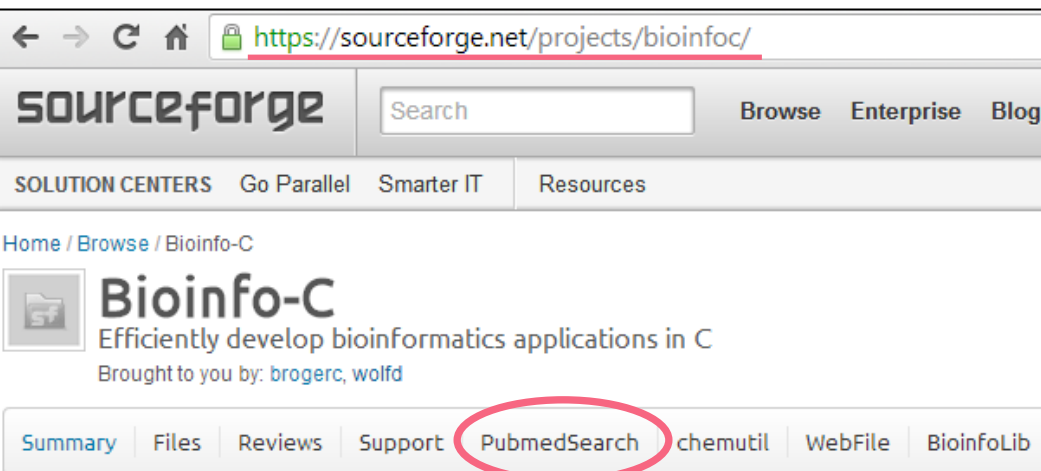 https://sourceforge.net/projects/bioinfoc/
sourceforge Search Browse Enterprise Blog
SOLUTION CENTERS Go Parallel Smarter IT Resources
Home / Browse / Bioinfo-C
sf
Bioinfo-C
Efficiently develop bioinformatics applications in C
Brought to you by: brogerc, wolfd
Summary Files Reviews Support PubmedSearch chemutil WebFile BioinfoLib